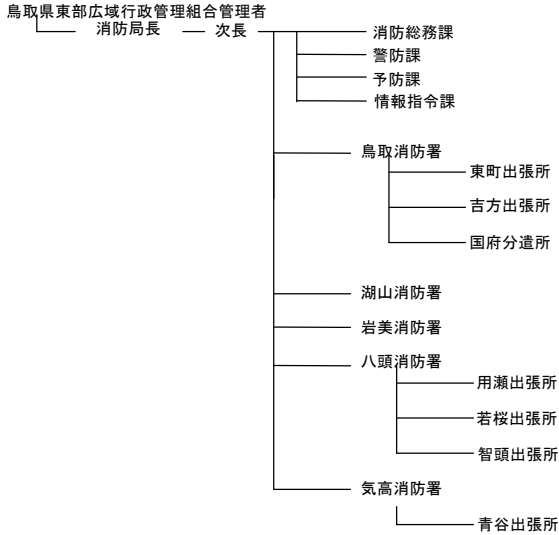 鳥取県東部広域行政管理組合管理者
消防局長 次長 消防総務課
警防課
予防課
情報指令課
鳥取消防署
東町出張所
吉方出張所
国府分遣所
湖山消防署
岩美消防署
八頭消防署
用瀬出張所
若桜出張所
智頭出張所
気高消防署
青谷出張所